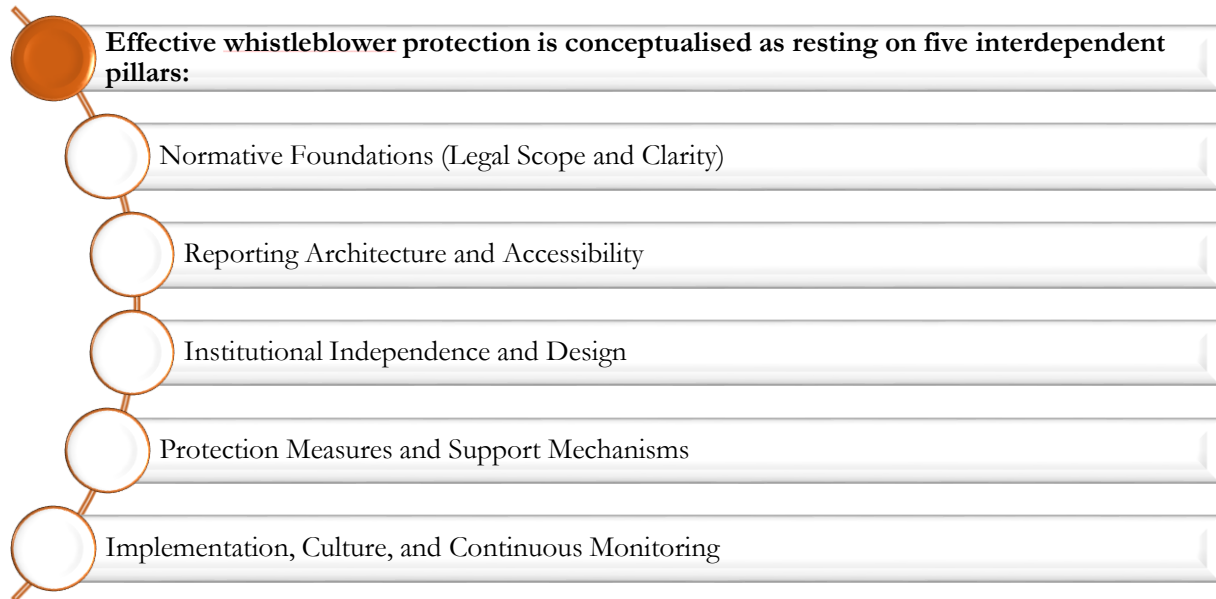 Effective whistleblower protection is conceptualised as resting on five interdependent
pillars:
Normative Foundations (Legal Scope and Clarity)
Reporting Architecture and Accessibility
Institutional Independence and Design
Protection Measures and Support Mechanisms
Implementation, Culture, and Continuous Monitoring